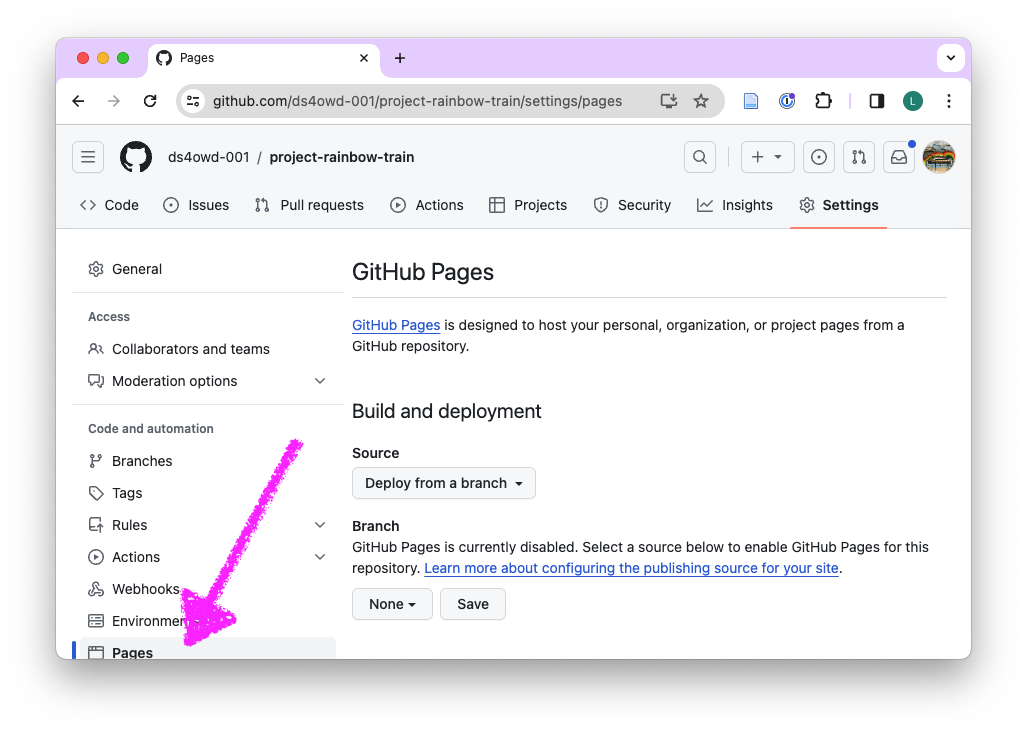 Pages
github.com/ds4owd-001/project-rainbow-train/settings/pages
L
ds4owd-001 / project-rainbow-train
Code Issues Pull requests Actions Projects Security Insights Settings
General
Access
Collaborators and teams
Moderation options
Code and automation
Branches
Tags
Rules
Actions
Webhooks
Environmen
Pages
GitHub Pages
GitHub Pages is designed to host your personal, organization, or project pages from a
GitHub repository.
Build and deployment
Source
Deploy from a branch
Branch
GitHub Pages is currently disabled. Select a source below to enable GitHub Pages for this
repository. Learn more about configuring the publishing source for your site.
None Save